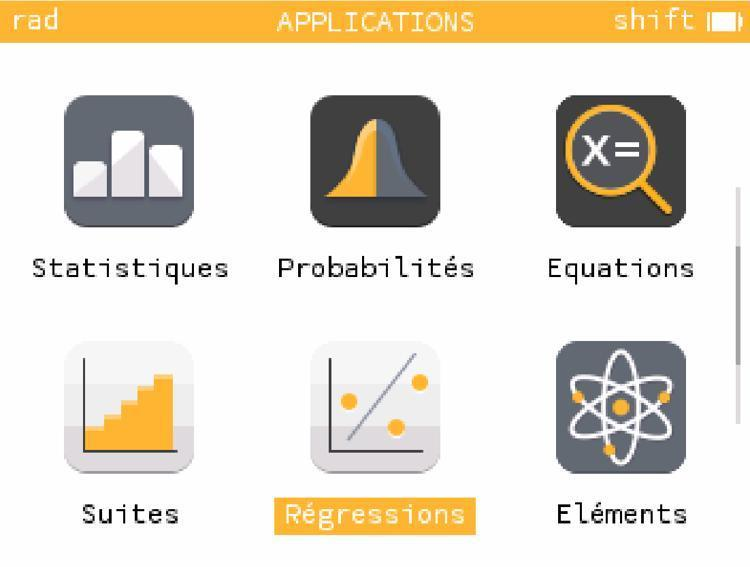 rad APPLICATIONS shift
Statistiques Probabilités Equations
X=
Suites Régressions Eléments